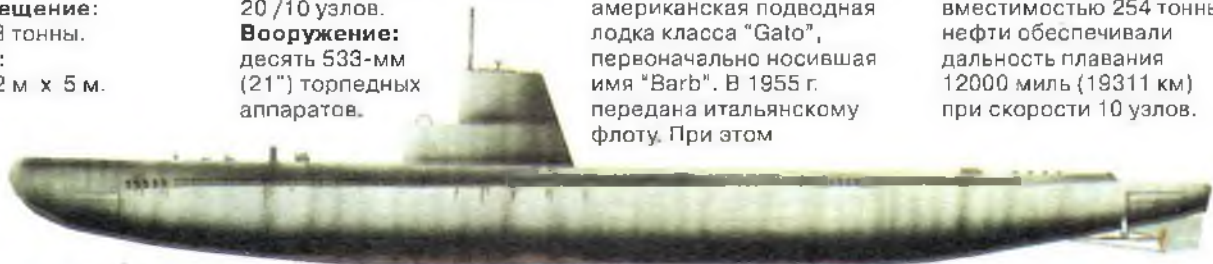 ещение:
тонны.
:
2 м x 5 м.
20 /10 узлов.
Вооружение:
десять 533-мм
(21") торпедных
аппаратов.
американская подводная
лодка класса "Gato",
первоначально носившая
имя "Barb". В 1955 г.
передана итальянскому
флоту. При этом
вместимостью 254 тонны
нефти обеспечивали
дальность плавания
12000 миль (19311 км)
при скорости 10 узлов.